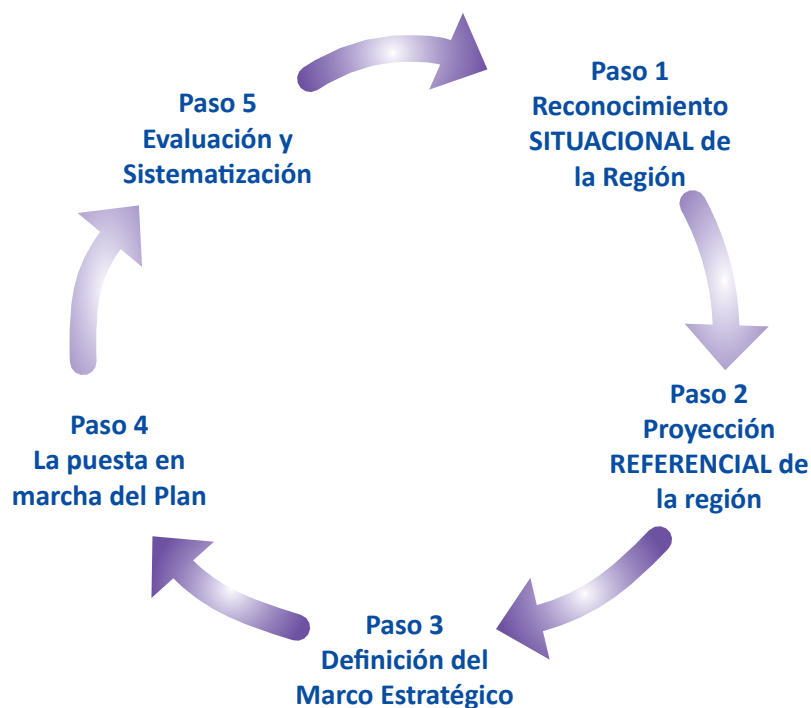 Paso 1
Reconocimiento
SITUACIONAL de
la Región
Paso 2
Proyección
REFERENCIAL de
la región
Paso 3
Definición del
Marco Estratégico
Paso 4
La puesta en
marcha del Plan
Paso 5
Evaluación y
Sistematización